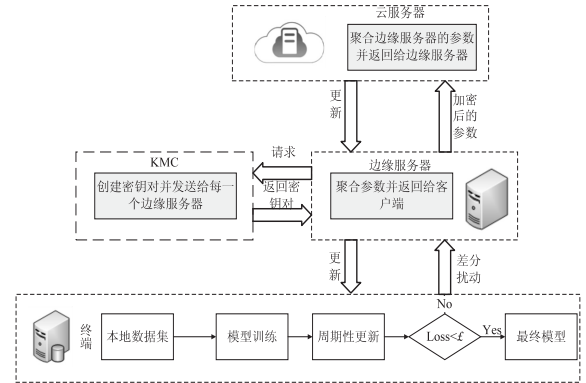 云服务器
聚合边缘服务器的参数
并返回给边缘服务器
更
新
加密
后的
参数
KMC
请求
边缘服务器
创建密钥对并发送给每一
个边缘服务器
返回密
钥对
聚合参数并返回给客
户端
更
新
差分
扰动
No
终
端
本地数据集
模型训练
周期性更新
Loss<£
Yes
最终模型